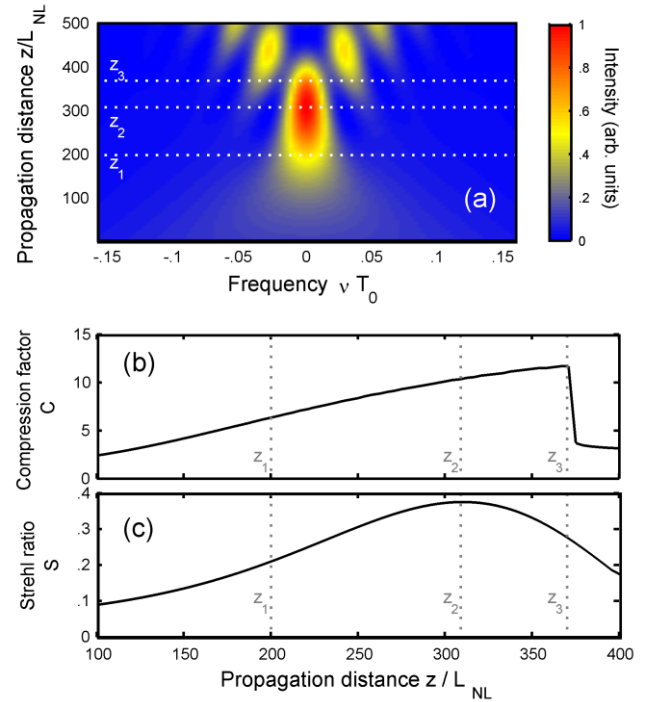 Propagation distance z/L NL
500
400
300
200
100
z3
z2
z1
(a)
-.15 -.1 -.05 0 0.05 .1 .15
Frequency ν T0
1
.8
.6
.4
.2
0
Intensity (arb. units)
Compression factor
C
15
10
5
0
(b)
z1 z2 z3
Strehl ratio
S
.4
.3
.2
.1
0
(c)
z1 z2 z3
100 150 200 250 300 350 400
Propagation distance z / L NL